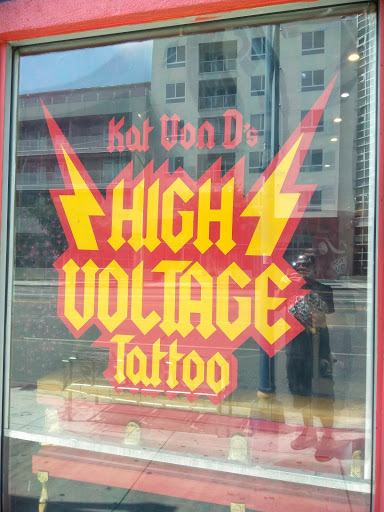 Kat Von D's
HIGH
VOLTAGE
Tattoo